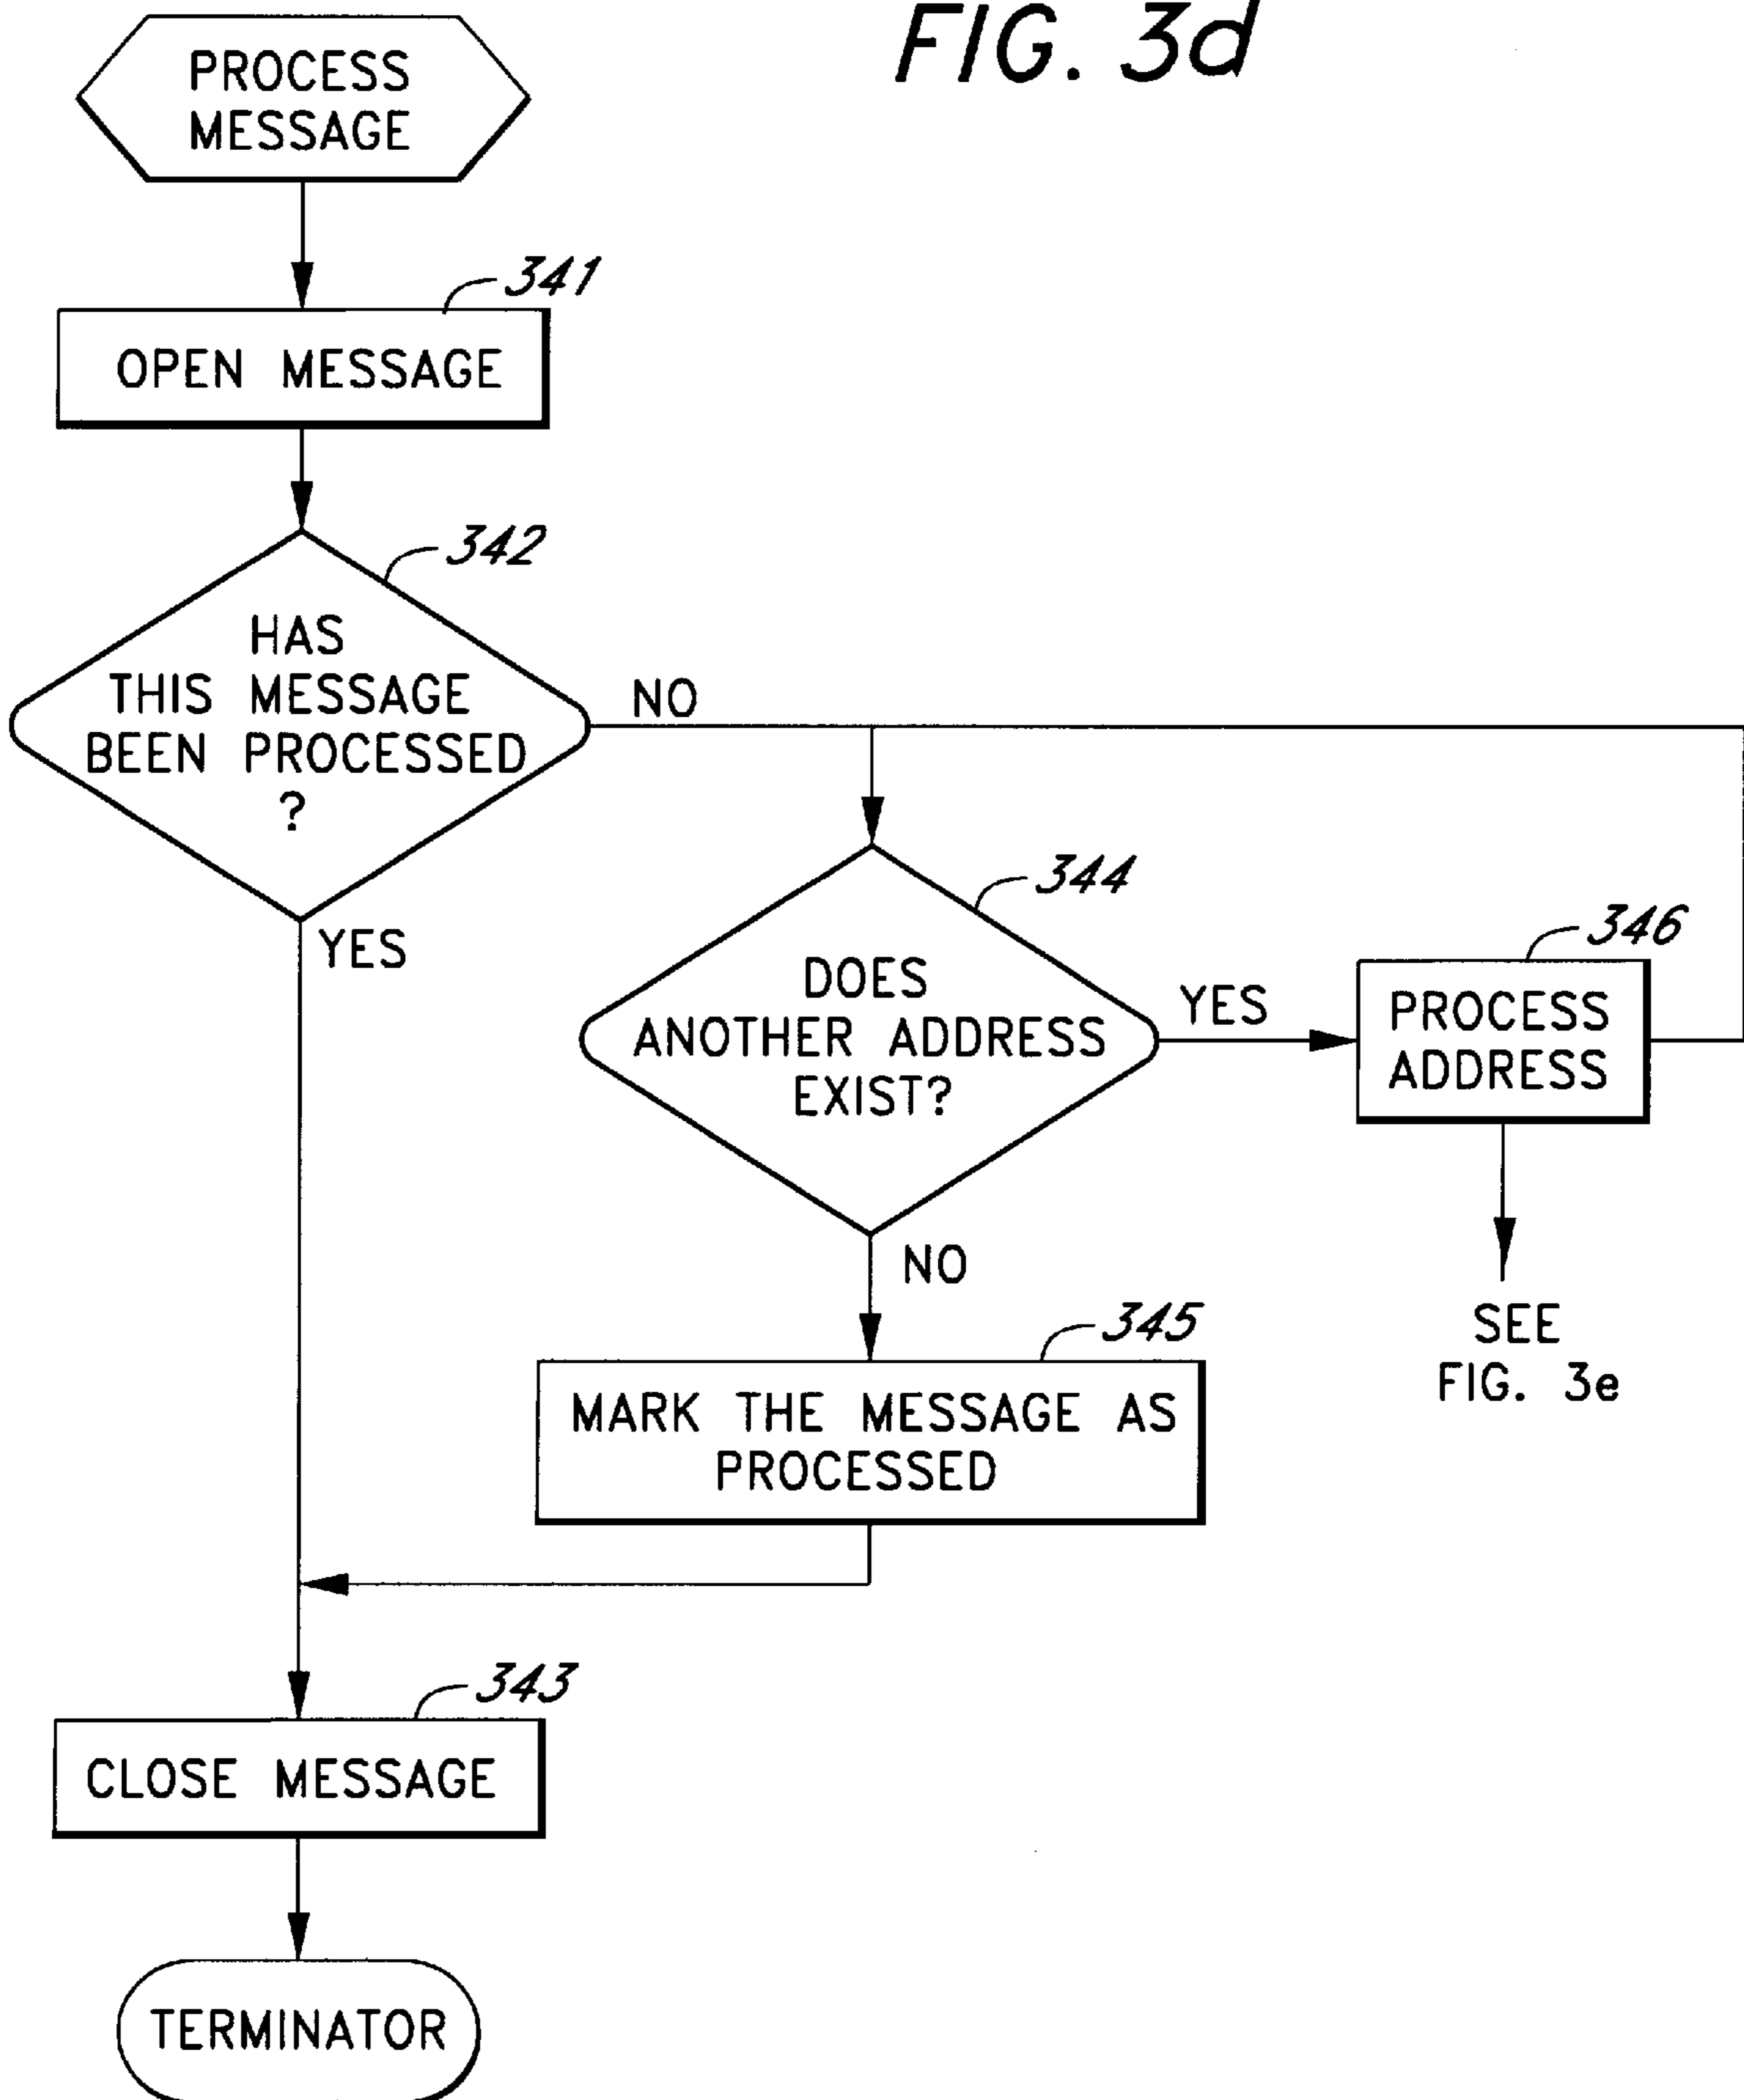 FIG. 3d
PROCESS
MESSAGE
341
OPEN MESSAGE
342
HAS
THIS MESSAGE
BEEN PROCESSED
?
NO
YES
344
DOES
ANOTHER ADDRESS
EXIST?
YES
346
PROCESS
ADDRESS
SEE
FIG. 3e
NO
345
MARK THE MESSAGE AS
PROCESSED
343
CLOSE MESSAGE
TERMINATOR